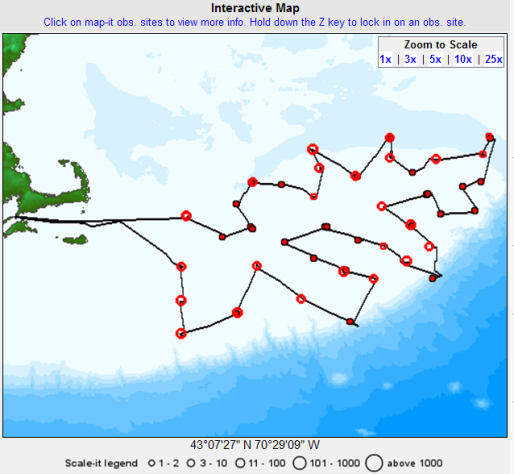 Interactive Map
Click on map-it obs. sites to view more info. Hold down the Z key to lock in on an obs. site.
Zoom to Scale
1x | 3x | 5x | 10x | 25x
43°07'27" N 70°29'09" W
Scale-it legend 1 - 2 3 - 10 11 - 100 101 - 1000 above 1000